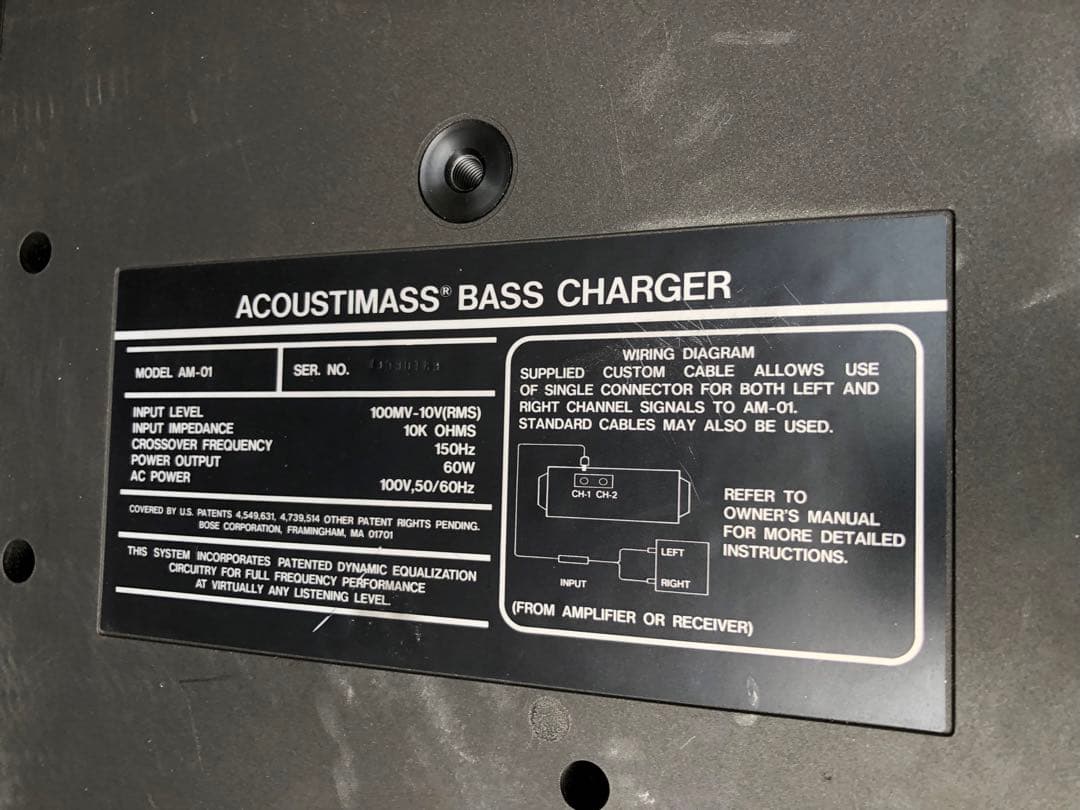 ACOUSTIMASS® BASS CHARGER
MODEL AM-01
SER. NO.
INPUT LEVEL 100MV-10V(RMS)
INPUT IMPEDANCE 10K OHMS
CROSSOVER FREQUENCY 150Hz
POWER OUTPUT 60W
AC POWER 100V,50/60Hz
COVERED BY U.S. PATENTS 4,549,631, 4,739,514 OTHER PATENT RIGHTS PENDING.
BOSE CORPORATION, FRAMINGHAM, MA 01701
THIS SYSTEM INCORPORATES PATENTED DYNAMIC EQUALIZATION
CIRCUITRY FOR FULL FREQUENCY PERFORMANCE
AT VIRTUALLY ANY LISTENING LEVEL.
WIRING DIAGRAM
SUPPLIED CUSTOM CABLE ALLOWS USE
OF SINGLE CONNECTOR FOR BOTH LEFT AND
RIGHT CHANNEL SIGNALS TO AM-01.
STANDARD CABLES MAY ALSO BE USED.
CH-1 CH-2
REFER TO
OWNER'S MANUAL
FOR MORE DETAILED
INSTRUCTIONS.
LEFT
INPUT
RIGHT
(FROM AMPLIFIER OR RECEIVER)